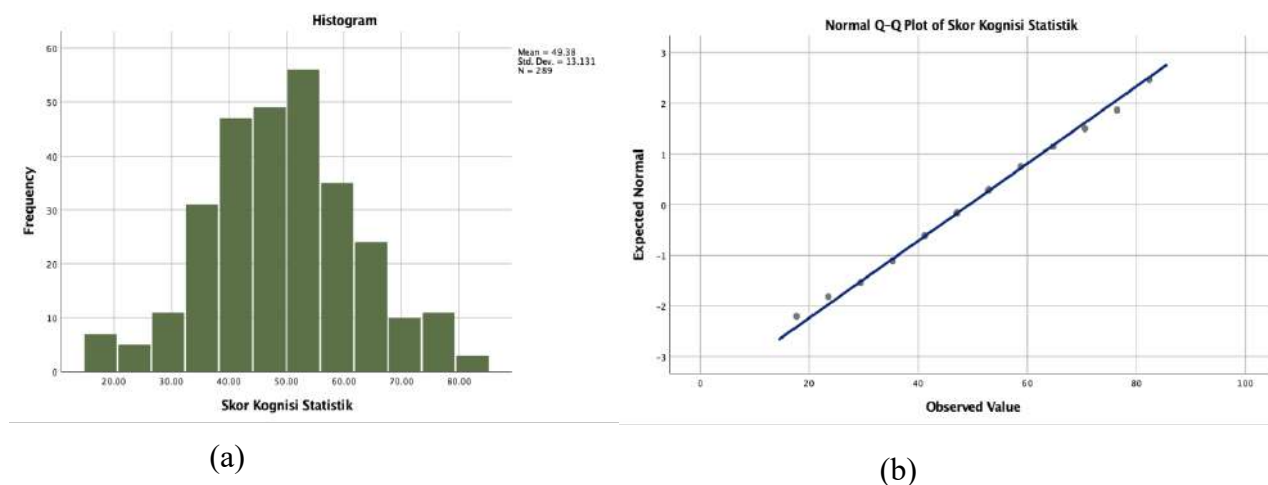 Histogram
Mean = 49.38
Std. Dev. = 13.131
N = 289
Frequency
60
50
40
30
20
10
0
20.00 30.00 40.00 50.00 60.00 70.00 80.00
Skor Kognisi Statistik
(a)
Normal Q-Q Plot of Skor Kognisi Statistik
Expected Normal
3
2
1
0
-1
-2
-3
0 20 40 60 80 100
Observed Value
(b)